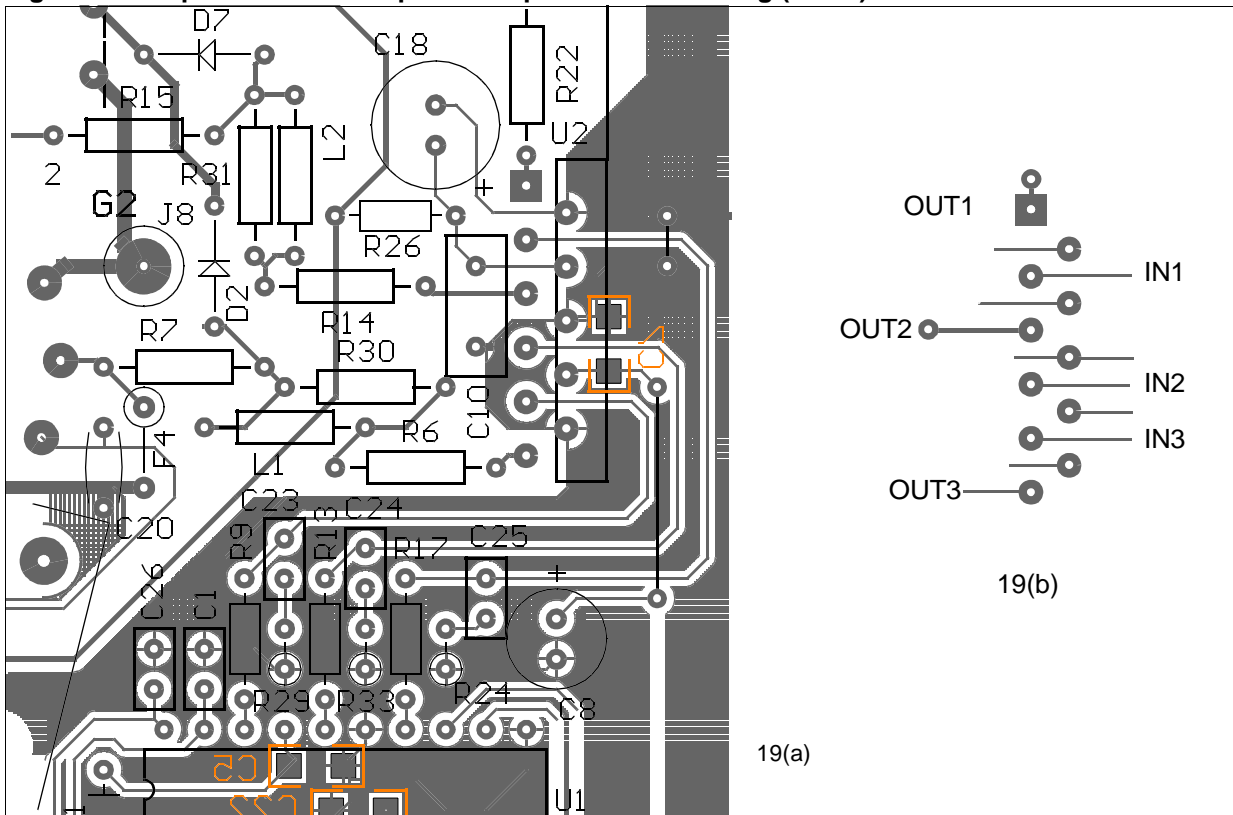 D7
C18
R22
R15
U2
L2
2
R31
G2
J8
+
R26
D2
R14
R7
R30
C10
R6
F4
L1
C20
C23
R9
R13
C24
R17
C25
+
C26
C1
R29
R33
R24
C8
C5
U1
OUT1
IN1
OUT2
IN2
IN3
OUT3
19(b)
19(a)